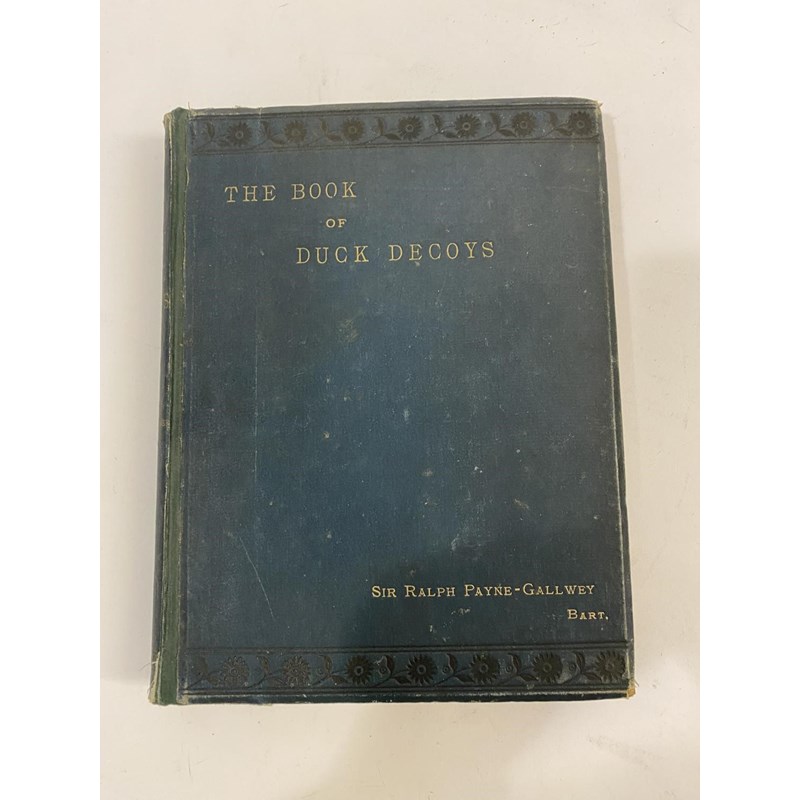 THE BOOK
OF
DUCK DECOYS
SIR RALPH PAYNE-GALLWEY
BART.